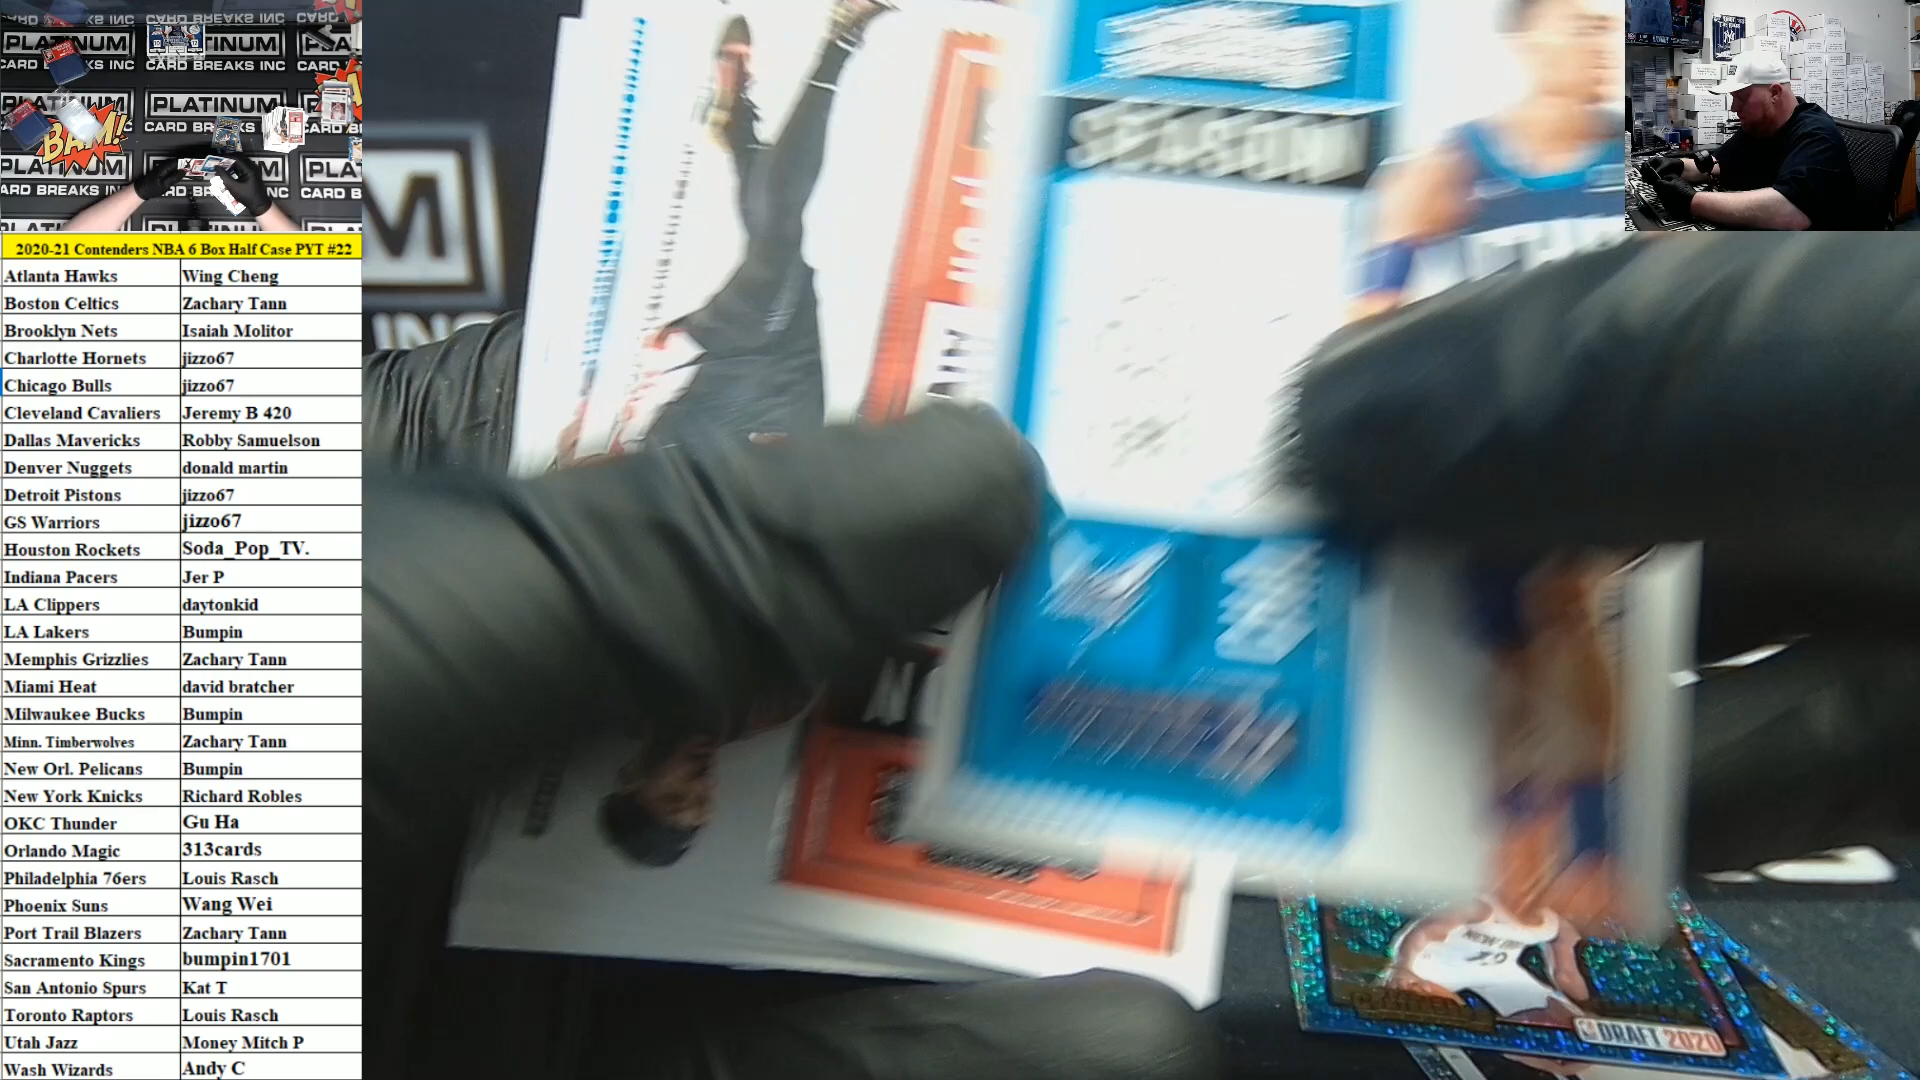 PLATINUM
CARD BREAKS INC
BAM!
PLATINUM
CARD BREAKS INC
2020-21 Contenders NBA 6 Box Half Case PYT #22
Atlanta Hawks Wing Cheng
Boston Celtics Zachary Tann
Brooklyn Nets Isaiah Molitor
Charlotte Hornets jizzo67
Chicago Bulls jizzo67
Cleveland Cavaliers Jeremy B 420
Dallas Mavericks Robby Samuelson
Denver Nuggets donald martin
Detroit Pistons jizzo67
GS Warriors jizzo67
Houston Rockets Soda_Pop_TV.
Indiana Pacers Jer P
LA Clippers daytonkid
LA Lakers Bumpin
Memphis Grizzlies Zachary Tann
Miami Heat david bratcher
Milwaukee Bucks Bumpin
Minn. Timberwolves Zachary Tann
New Orl. Pelicans Bumpin
New York Knicks Richard Robles
OKC Thunder Gu Ha
Orlando Magic 313cards
Philadelphia 76ers Louis Rasch
Phoenix Suns Wang Wei
Port Trail Blazers Zachary Tann
Sacramento Kings bumpin1701
San Antonio Spurs Kat T
Toronto Raptors Louis Rasch
Utah Jazz Money Mitch P
Wash Wizards Andy C
SEASON
DRAFT 2020